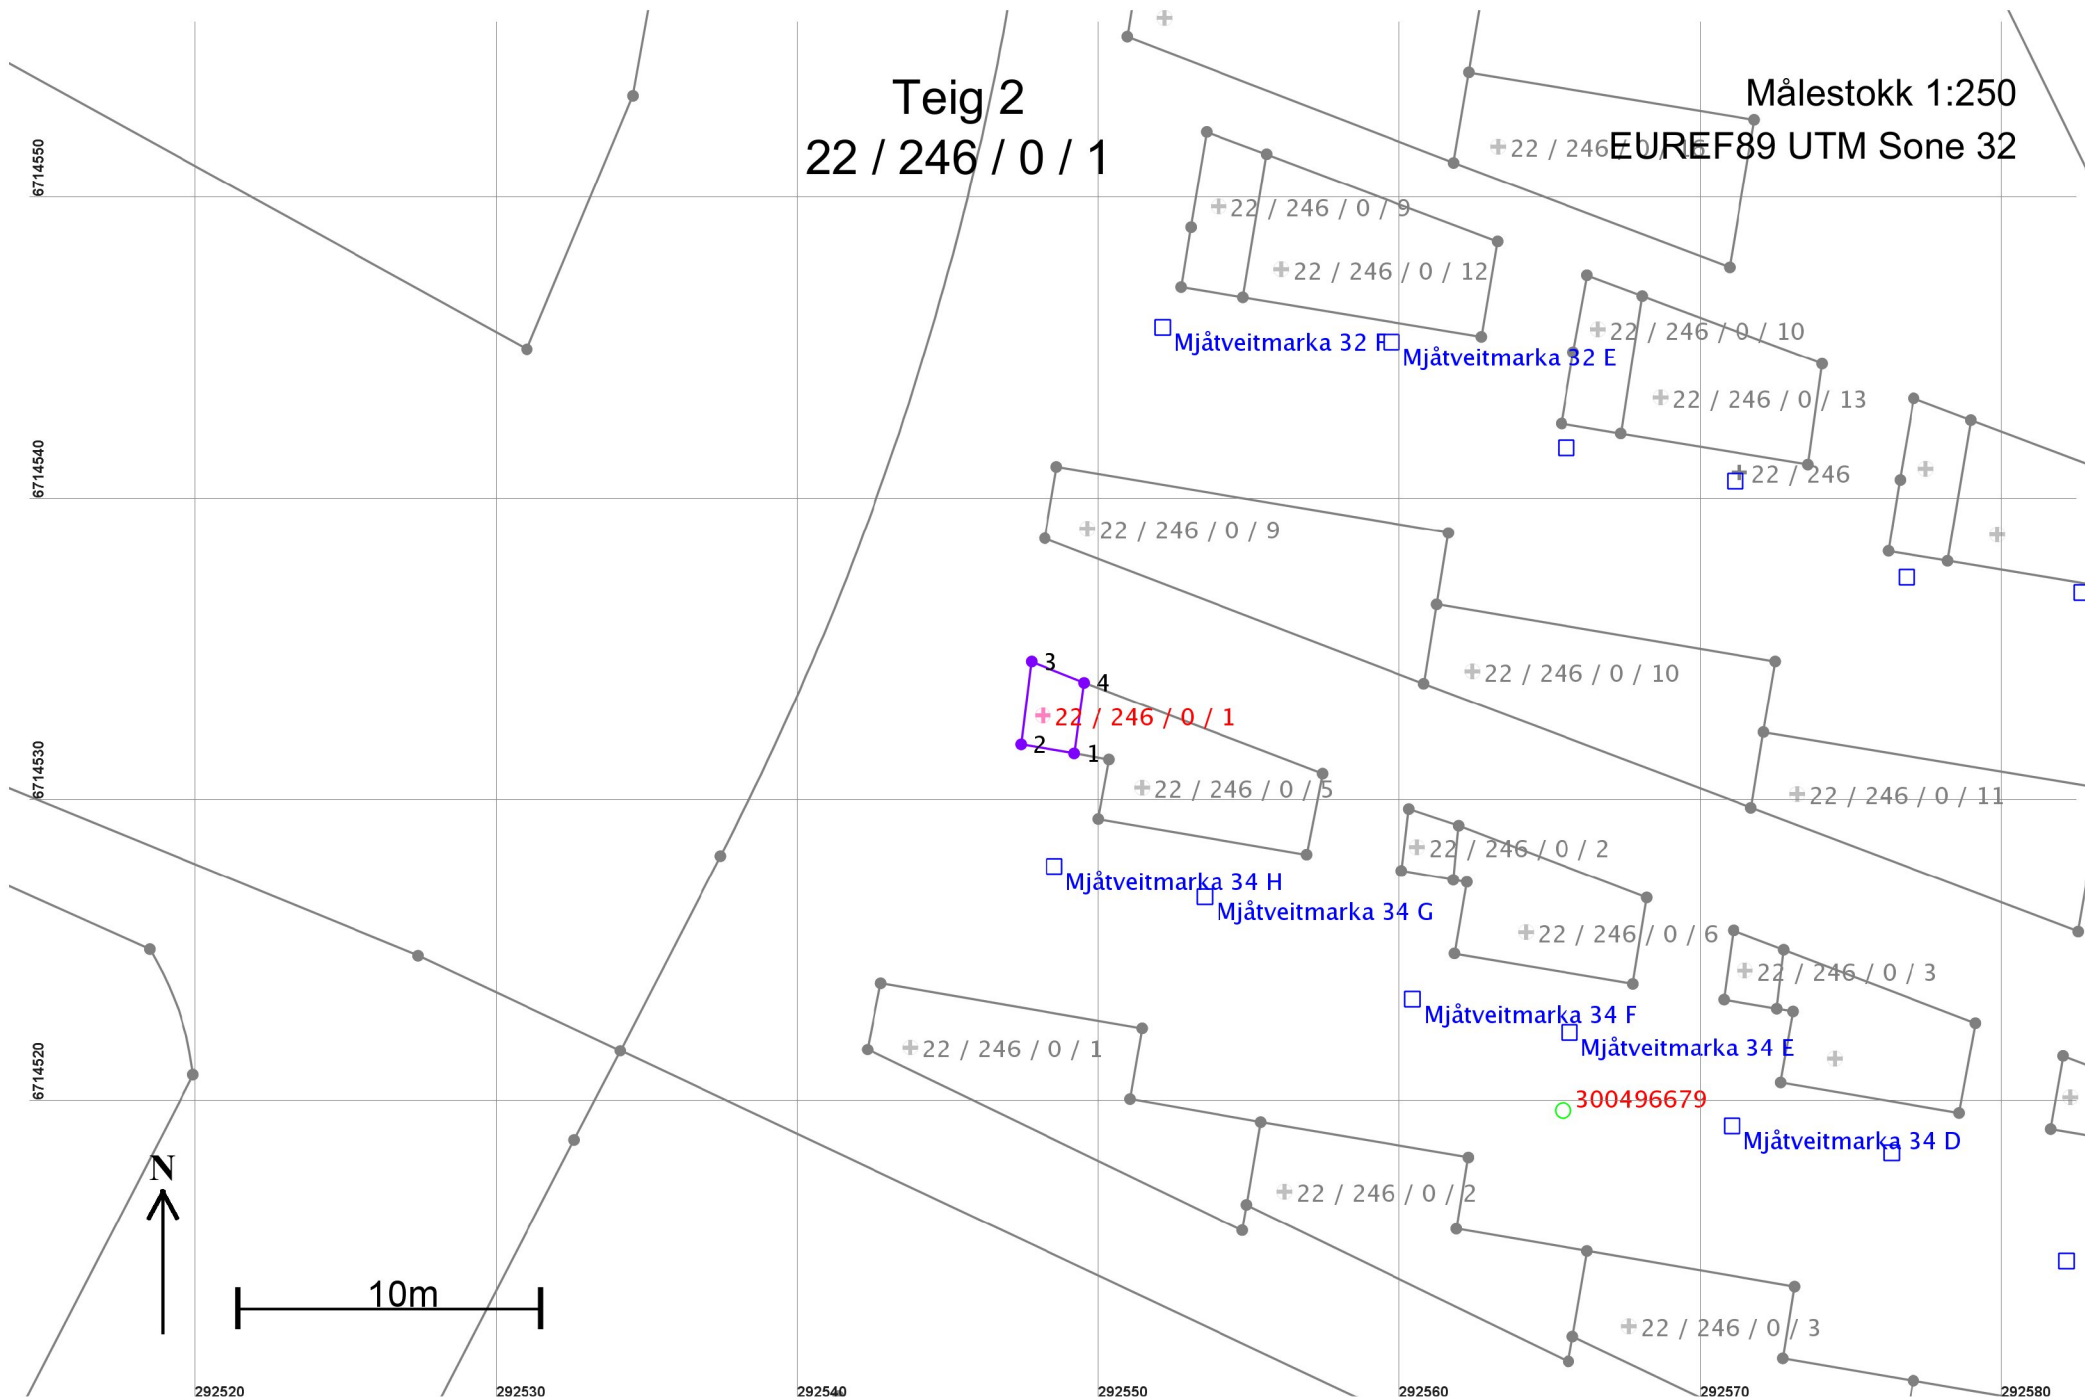 Teig 2
22 / 246 / 0 / 1
Målestokk 1:250
EUREF89 UTM Sone 32
6714550
22 / 246 / 0 / 9
22 / 246 / 0 / 12
Mjåtveitmarka 32 F
Mjåtveitmarka 32 E
22 / 246 / 0 / 10
22 / 246 / 0 / 13
22 / 246
6714540
22 / 246 / 0 / 9
22 / 246 / 0 / 10
3
4
22 / 246 / 0 / 1
2
1
6714530
22 / 246 / 0 / 5
22 / 246 / 0 / 11
22 / 246 / 0 / 2
Mjåtveitmarka 34 H
Mjåtveitmarka 34 G
22 / 246 / 0 / 6
22 / 246 / 0 / 3
Mjåtveitmarka 34 F
Mjåtveitmarka 34 E
22 / 246 / 0 / 1
6714520
300496679
Mjåtveitmarka 34 D
N
22 / 246 / 0 / 2
10m
22 / 246 / 0 / 3
292520
292530
292540
292550
292560
292570
292580